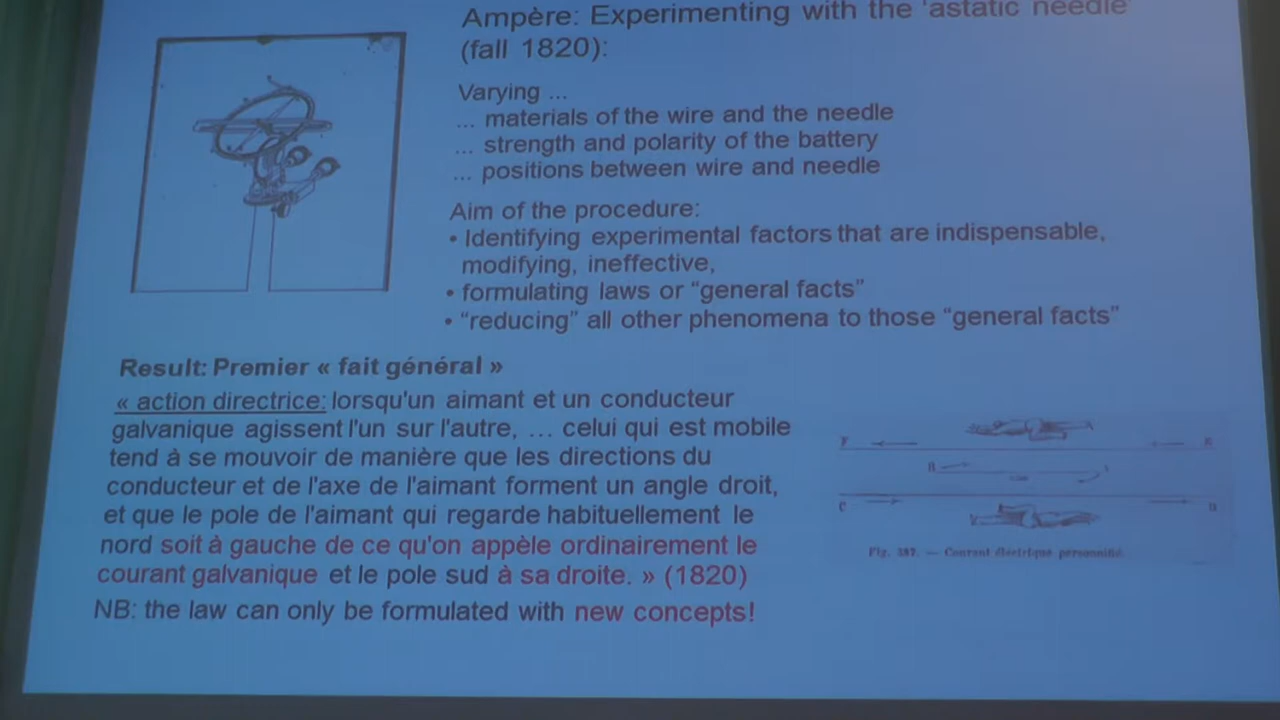 Ampère: Experimenting with the 'astatic needle'
(fall 1820):
Varying ...
... materials of the wire and the needle
... strength and polarity of the battery
... positions between wire and needle
Aim of the procedure:
• Identifying experimental factors that are indispensable,
modifying, ineffective,
• formulating laws or “general facts”
• “reducing” all other phenomena to those “general facts”
Result: Premier « fait général »
« action directrice: lorsqu'un aimant et un conducteur
galvanique agissent l'un sur l'autre, ... celui qui est mobile
tend à se mouvoir de manière que les directions du
conducteur et de l'axe de l'aimant forment un angle droit,
et que le pole de l'aimant qui regarde habituellement le
nord soit à gauche de ce qu'on appèle ordinairement le
courant galvanique et le pole sud à sa droite. » (1820)
NB: the law can only be formulated with new concepts!
Fig. — Courant électrique personnifié